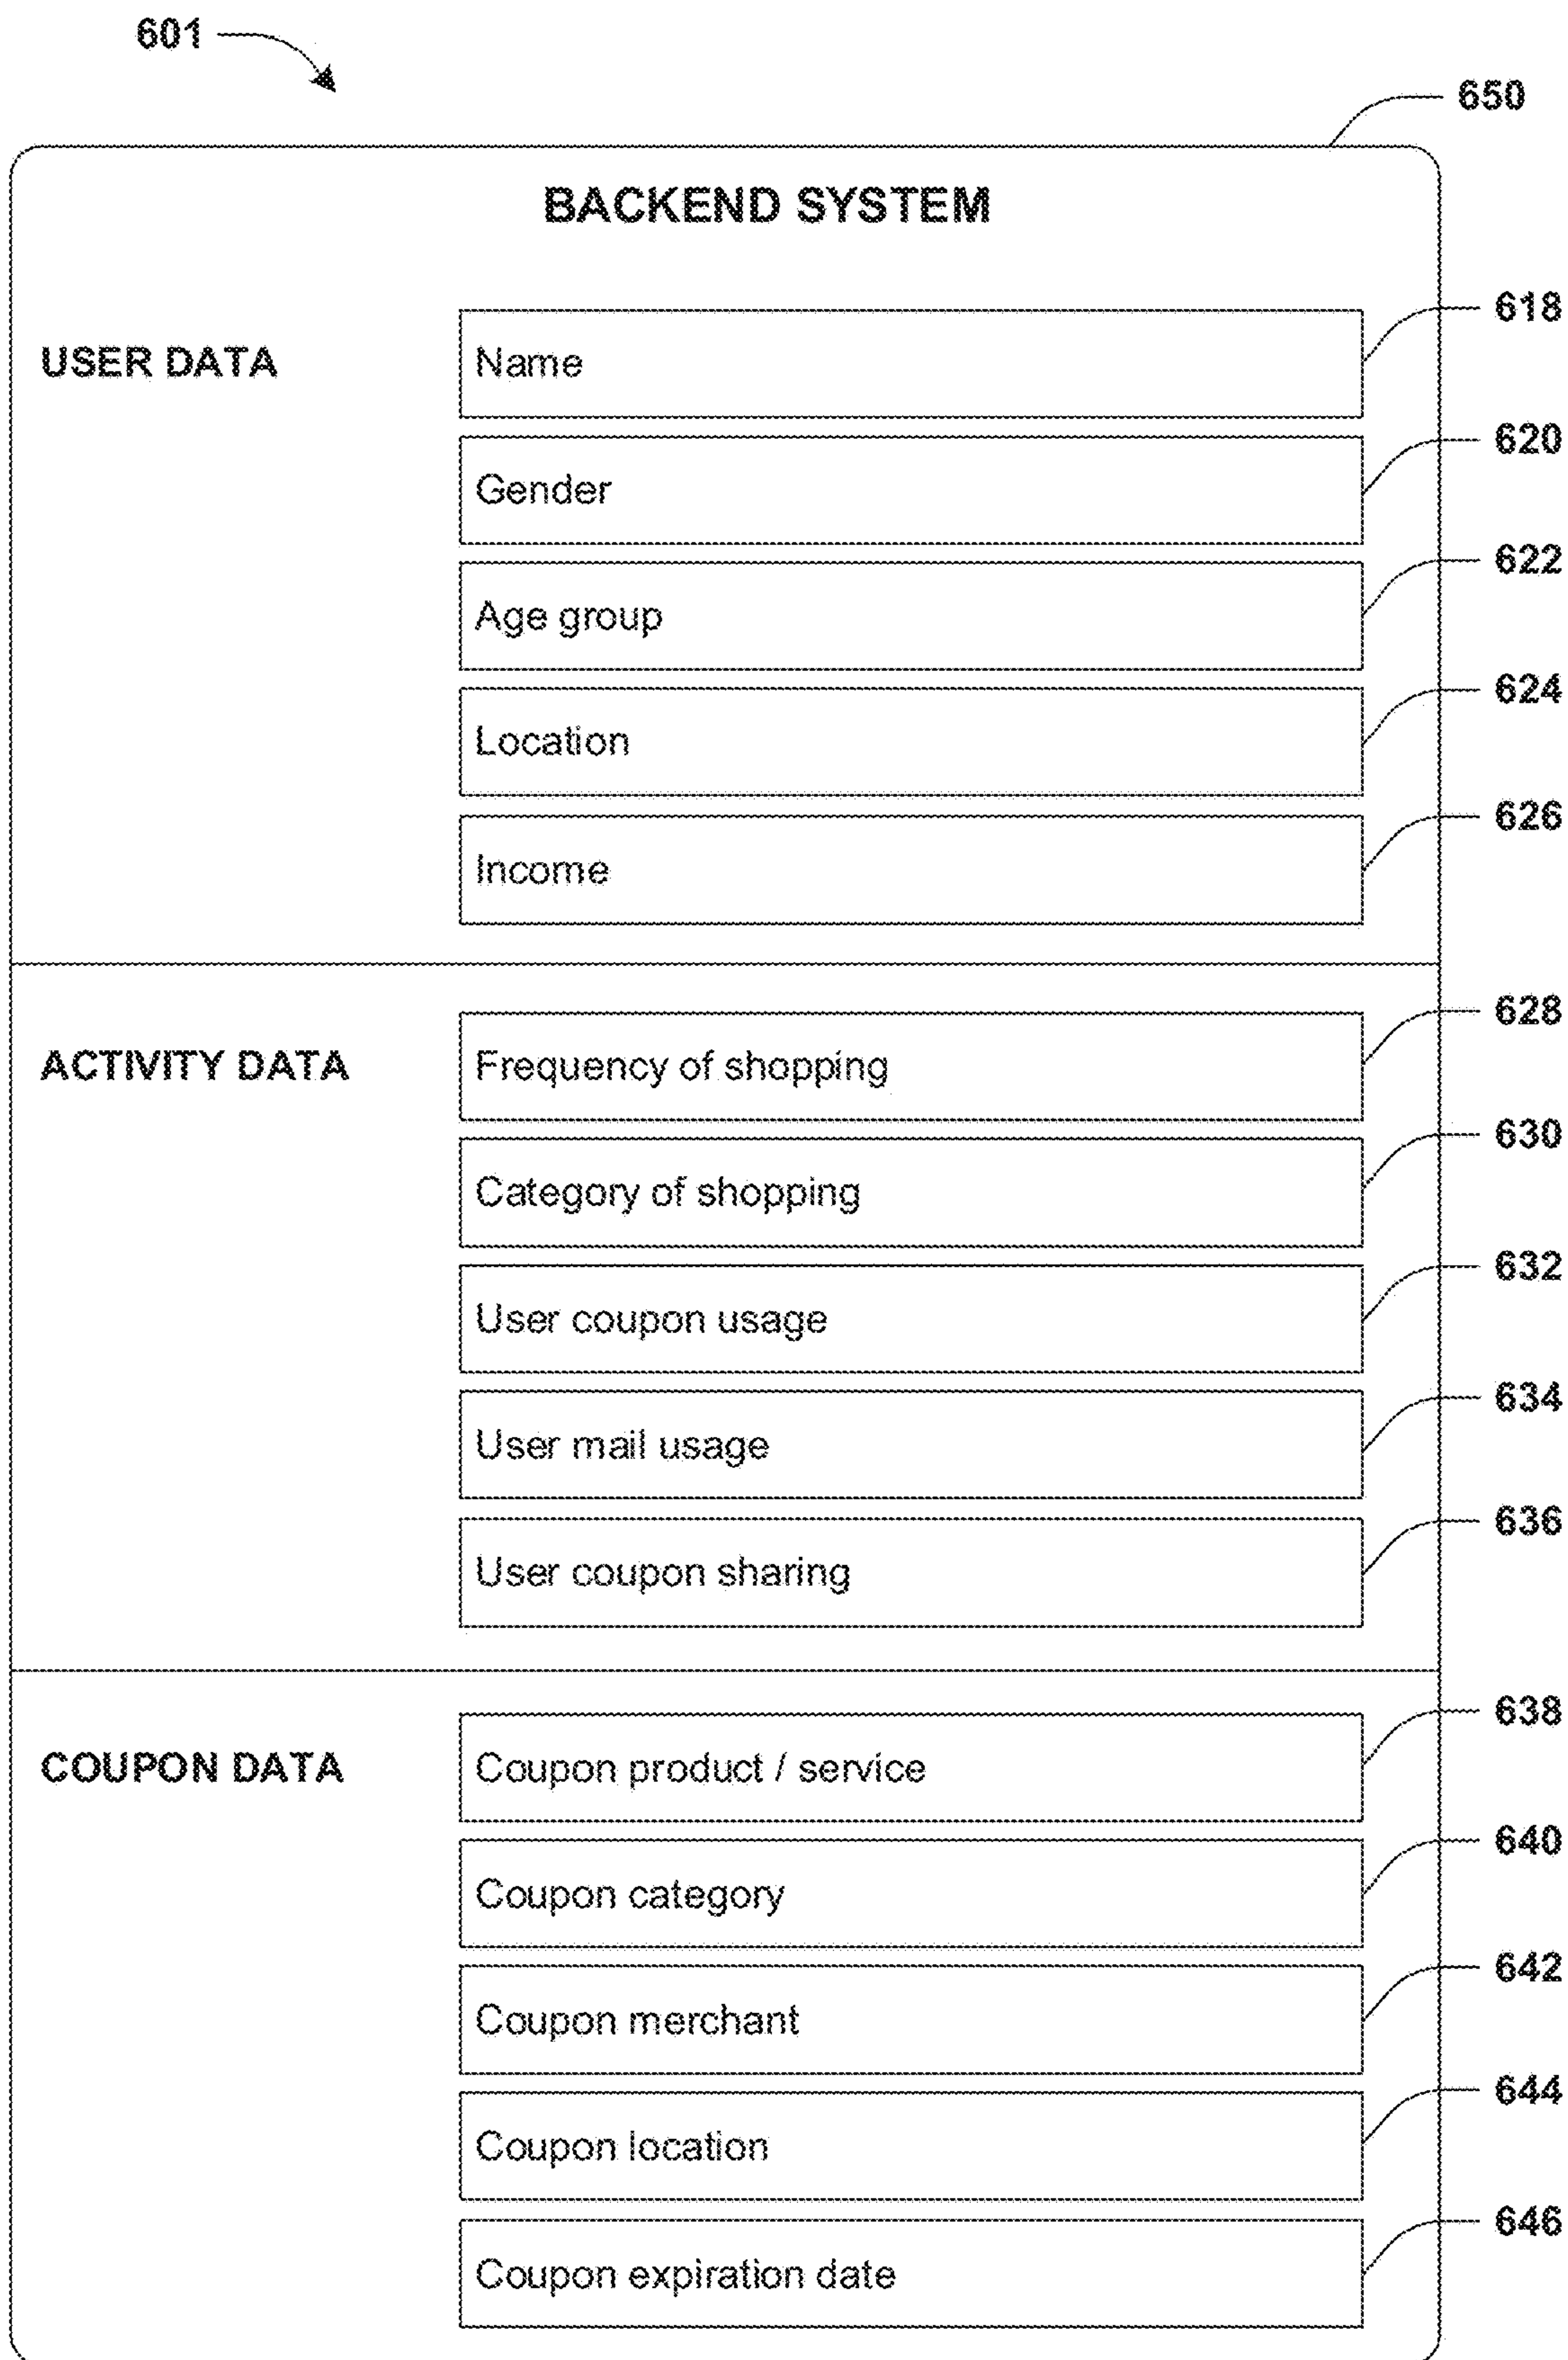 601
650
BACKEND SYSTEM
618
USER DATA Name
620
Gender
622
Age group
624
Location
626
Income
628
ACTIVITY DATA Frequency of shopping
630
Category of shopping
632
User coupon usage
634
User mail usage
636
User coupon sharing
638
COUPON DATA Coupon product / service
640
Coupon category
642
Coupon merchant
644
Coupon location
646
Coupon expiration date